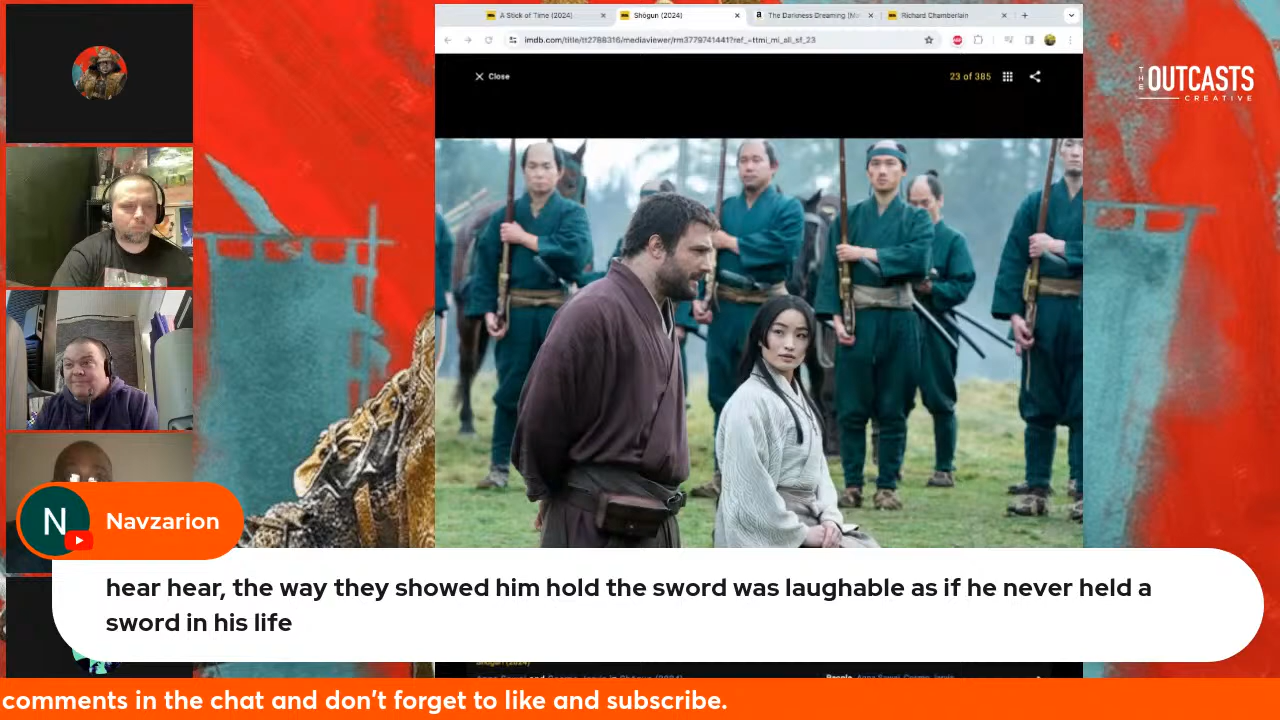 A Stick of Time (2024)
Shōgun (2024)
The Darkness Dreaming (No
Richard Chamberlain
imdb.com/title/tt2788316/mediaviewer/rm3779741441?ref_=ttmi_mi_all_sf_23
Close
23 of 385
THE OUTCASTS
CREATIVE
N
Navzarion
hear hear, the way they showed him hold the sword was laughable as if he never held a
sword in his life
comments in the chat and don't forget to like and subscribe.